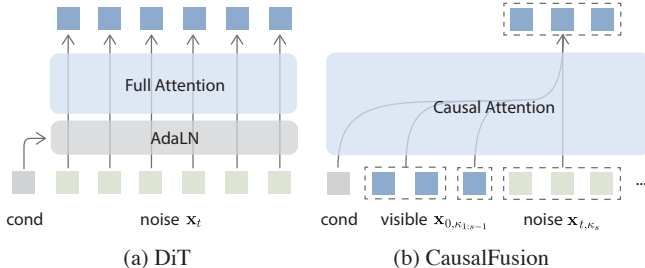 Full Attention
AdaLN
cond
noise x_t
(a) DiT
Causal Attention
...
cond
visible x_{0,κ_{1:s−1}}
noise x_{t,κ_s}
(b) CausalFusion